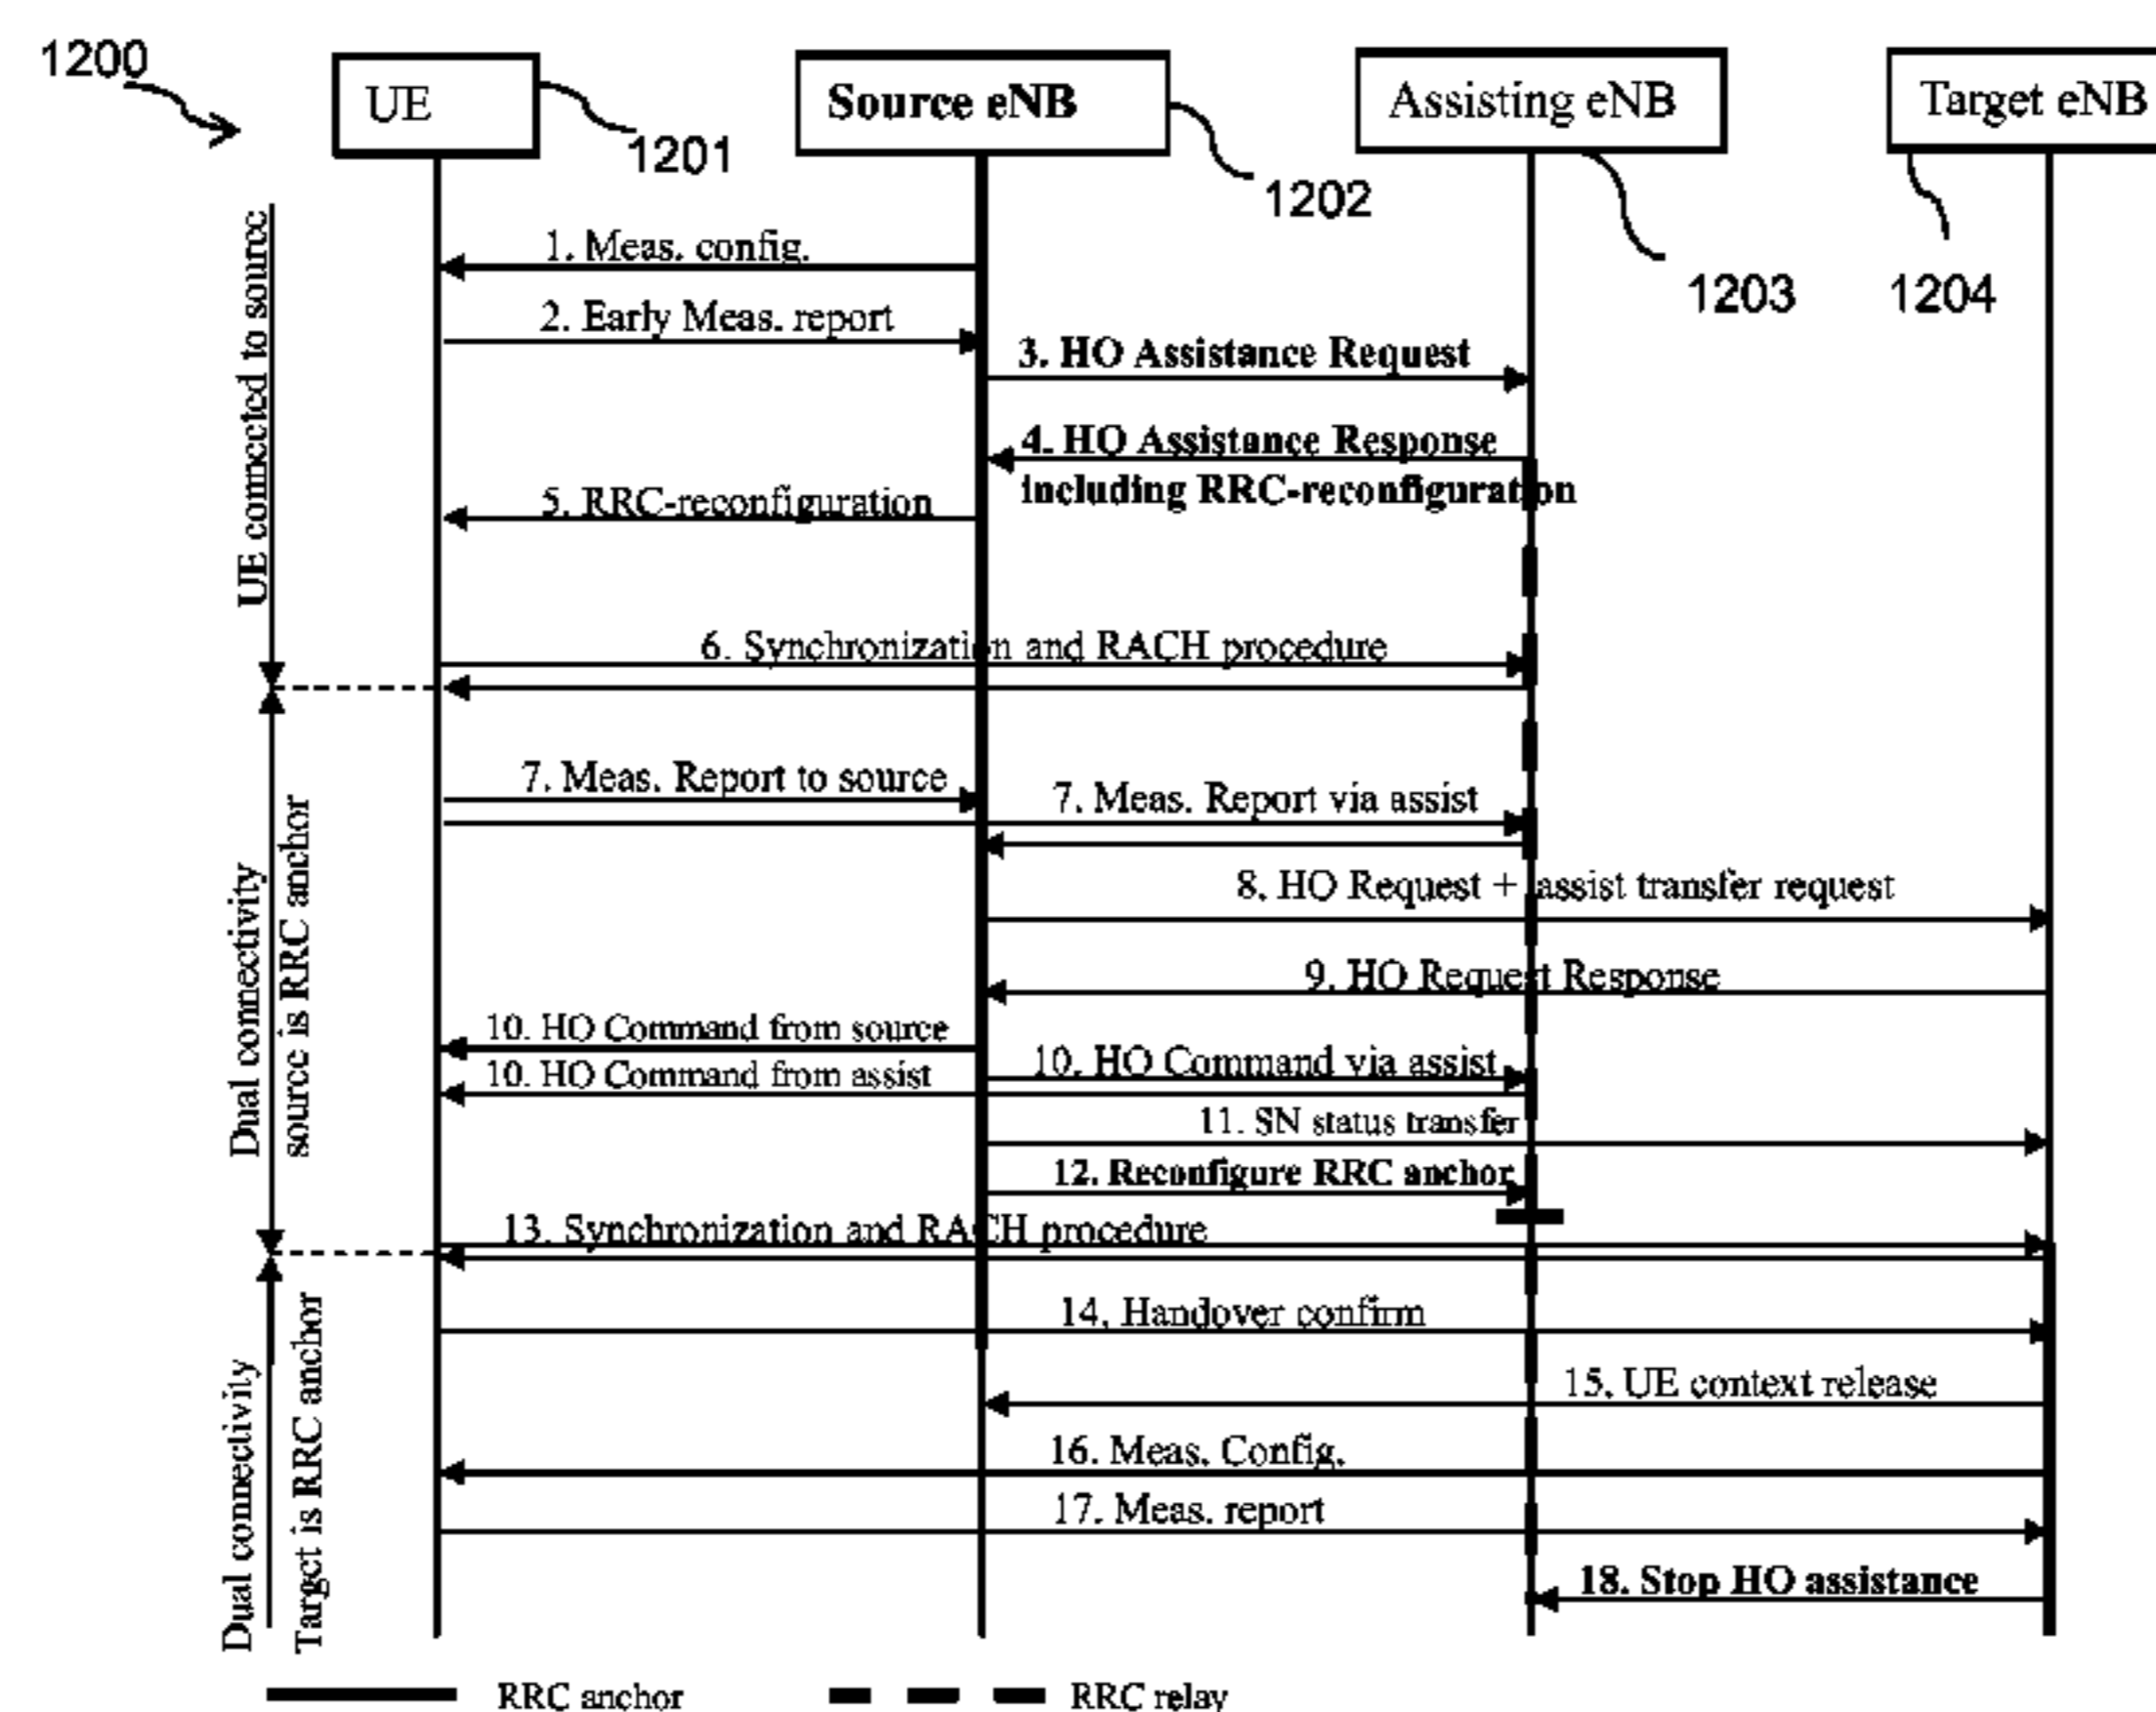 1200
UE
Source eNB
Assisting eNB
Target eNB
1201
1202
1203
1204
UE connected to source
1. Meas. config.
2. Early Meas. report
3. HO Assistance Request
4. HO Assistance Response
including RRC-reconfiguration
5. RRC-reconfiguration
6. Synchronization and RACH procedure
Dual connectivity
source is RRC anchor
7. Meas. Report to source
7. Meas. Report via assist
8. HO Request + assist transfer request
9. HO Request Response
10. HO Command from source
10. HO Command via assist
10. HO Command from assist
11. SN status transfer
12. Reconfigure RRC anchor
13. Synchronization and RACH procedure
Dual connectivity
Target is RRC anchor
14. Handover confirm
15. UE context release
16. Meas. Config.
17. Meas. report
18. Stop HO assistance
RRC anchor
RRC relay